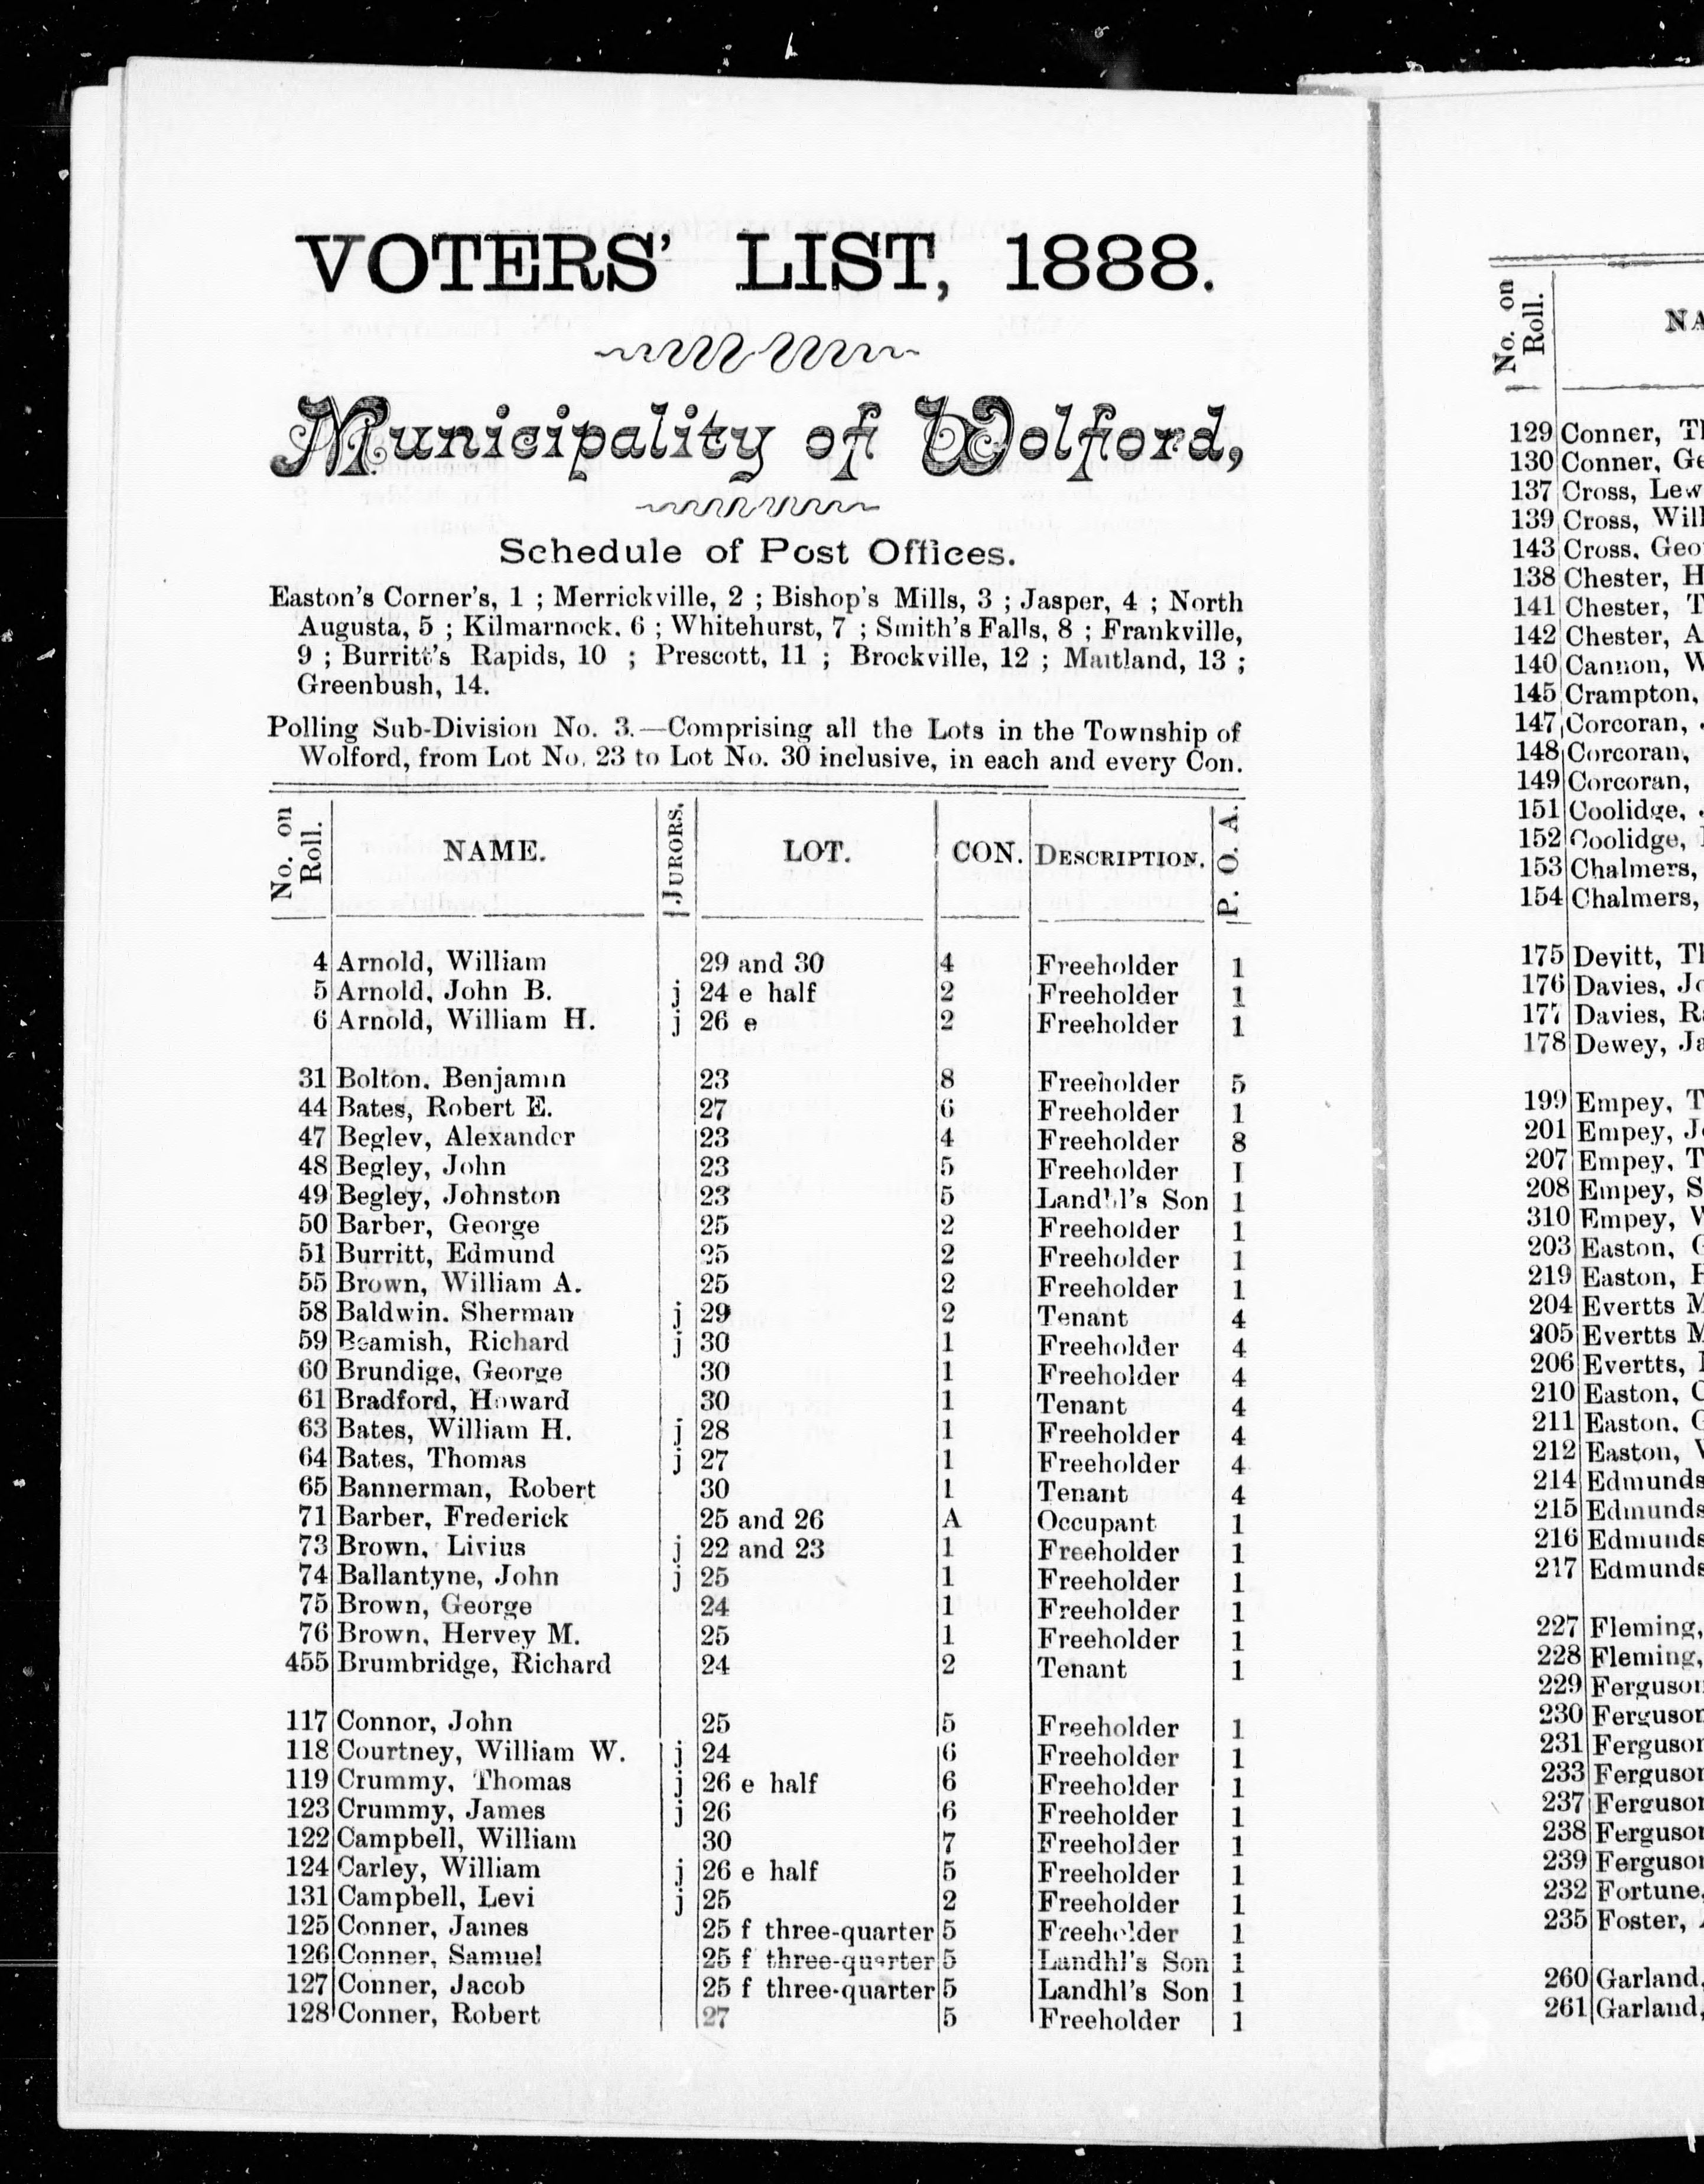 VOTERS' LIST, 1888.
Municipality of Wolford,
Schedule of Post Offices.
Easton's Corner's, 1 ; Merrickville, 2 ; Bishop's Mills, 3 ; Jasper, 4 ; North
Augusta, 5 ; Kilmarnock. 6 ; Whitehurst, 7 ; Smith's Falls, 8 ; Frankville,
9 ; Burritt's Rapids, 10 ; Prescott, 11 ; Brockville, 12 ; Maitland, 13 ;
Greenbush, 14.
Polling Sub-Division No. 3.—Comprising all the Lots in the Township of
Wolford, from Lot No. 23 to Lot No. 30 inclusive, in each and every Con.
No. on Roll. NAME. JURORS. LOT. CON. DESCRIPTION. P. O. A.
4 Arnold, William 29 and 30 4 Freeholder 1
5 Arnold, John B. j 24 e half 2 Freeholder 1
6 Arnold, William H. j 26 e 2 Freeholder 1
31 Bolton. Benjamin 23 8 Freeholder 5
44 Bates, Robert E. 27 6 Freeholder 1
47 Beglev, Alexander 23 4 Freeholder 8
48 Begley, John 23 5 Freeholder I
49 Begley, Johnston 23 5 Landhl's Son 1
50 Barber, George 25 2 Freeholder 1
51 Burritt, Edmund 25 2 Freeholder 1
55 Brown, William A. 25 2 Freeholder 1
58 Baldwin. Sherman j 29 2 Tenant 4
59 Beamish, Richard j 30 1 Freeholder 4
60 Brundige, George 30 1 Freeholder 4
61 Bradford, Howard 30 1 Tenant 4
63 Bates, William H. j 28 1 Freeholder 4
64 Bates, Thomas j 27 1 Freeholder 4
65 Bannerman, Robert 30 1 Tenant 4
71 Barber, Frederick 25 and 26 A Occupant 1
73 Brown, Livius j 22 and 23 1 Freeholder 1
74 Ballantyne, John j 25 1 Freeholder 1
75 Brown, George 24 1 Freeholder 1
76 Brown, Hervey M. 25 1 Freeholder 1
455 Brumbridge, Richard 24 2 Tenant 1
117 Connor, John 25 5 Freeholder 1
118 Courtney, William W. j 24 6 Freeholder 1
119 Crummy, Thomas j 26 e half 6 Freeholder 1
123 Crummy, James j 26 6 Freeholder 1
122 Campbell, William 30 7 Freeholder 1
124 Carley, William j 26 e half 5 Freeholder 1
131 Campbell, Levi j 25 2 Freeholder 1
125 Conner, James 25 f three-quarter 5 Freeholder 1
126 Conner, Samuel 25 f three-quarter 5 Landhl's Son 1
127 Conner, Jacob 25 f three-quarter 5 Landhl's Son 1
128 Conner, Robert 27 5 Freeholder 1
No. on Roll. NA
129 Conner, Th
130 Conner, Ge
137 Cross, Lew
139 Cross, Will
143 Cross, Geo
138 Chester, H
141 Chester, T
142 Chester, A
140 Cannon, W
145 Crampton,
147 Corcoran,
148 Corcoran,
149 Corcoran,
151 Coolidge,
152 Coolidge,
153 Chalmers,
154 Chalmers,
175 Devitt, Th
176 Davies, Jo
177 Davies, Ra
178 Dewey, Ja
199 Empey, T
201 Empey, Jo
207 Empey, T
208 Empey, S
310 Empey, W
203 Easton, G
219 Easton, H
204 Evertts M
205 Evertts M
206 Evertts,
210 Easton, C
211 Easton, G
212 Easton, W
214 Edmunds
215 Edmunds
216 Edmunds
217 Edmunds
227 Fleming,
228 Fleming,
229 Ferguson
230 Ferguson
231 Ferguson
233 Ferguson
237 Ferguson
238 Ferguson
239 Ferguson
232 Fortune,
235 Foster,
260 Garland,
261 Garland,